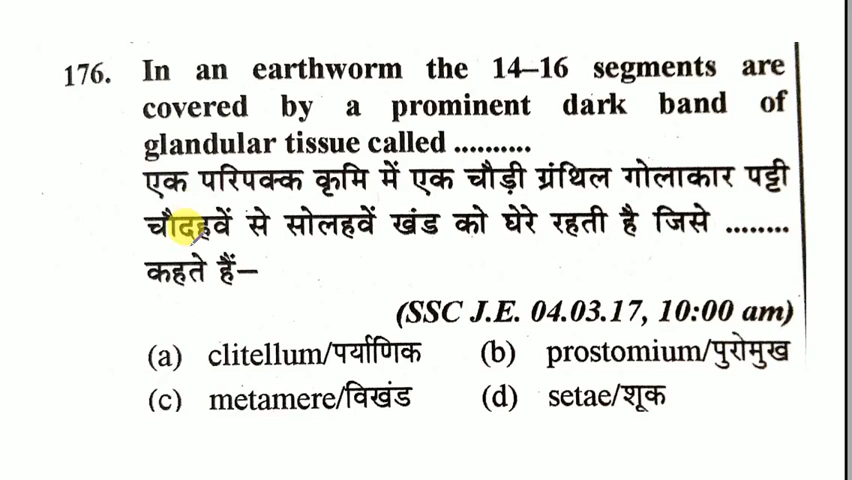 176. In an earthworm the 14–16 segments are
covered by a prominent dark band of
glandular tissue called ..........
एक परिपक्क कृमि में एक चौड़ी ग्रंथिल गोलाकार पट्टी
चौदहवें से सोलहवें खंड को घेरे रहती है जिसे ........
कहते हैं–
(SSC J.E. 04.03.17, 10:00 am)
(a) clitellum/पर्याणिक (b) prostomium/पुरोमुख
(c) metamere/विखंड (d) setae/शूक